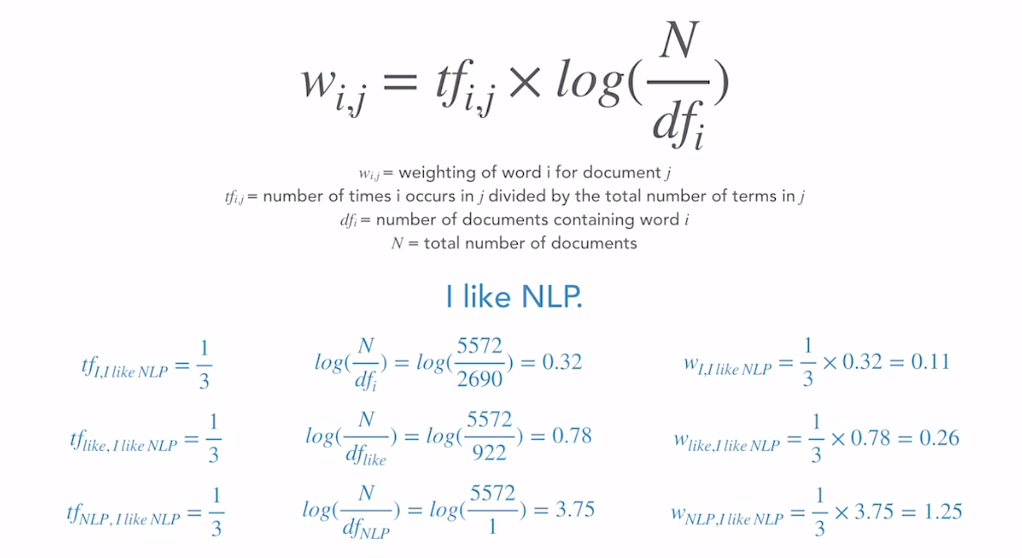 w_{i,j} = tf_{i,j} × log(\frac{N}{df_i})
w_{i,j} = weighting of word i for document j
tf_{i,j} = number of times i occurs in j divided by the total number of terms in j
df_i = number of documents containing word i
N = total number of documents
I like NLP.
tf_{I,I like NLP} = \frac{1}{3} log(\frac{N}{df_i}) = log(\frac{5572}{2690}) = 0.32 w_{I,I like NLP} = \frac{1}{3} × 0.32 = 0.11
tf_{like,I like NLP} = \frac{1}{3} log(\frac{N}{df_{like}}) = log(\frac{5572}{922}) = 0.78 w_{like,I like NLP} = \frac{1}{3} × 0.78 = 0.26
tf_{NLP,I like NLP} = \frac{1}{3} log(\frac{N}{df_{NLP}}) = log(\frac{5572}{1}) = 3.75 w_{NLP,I like NLP} = \frac{1}{3} × 3.75 = 1.25